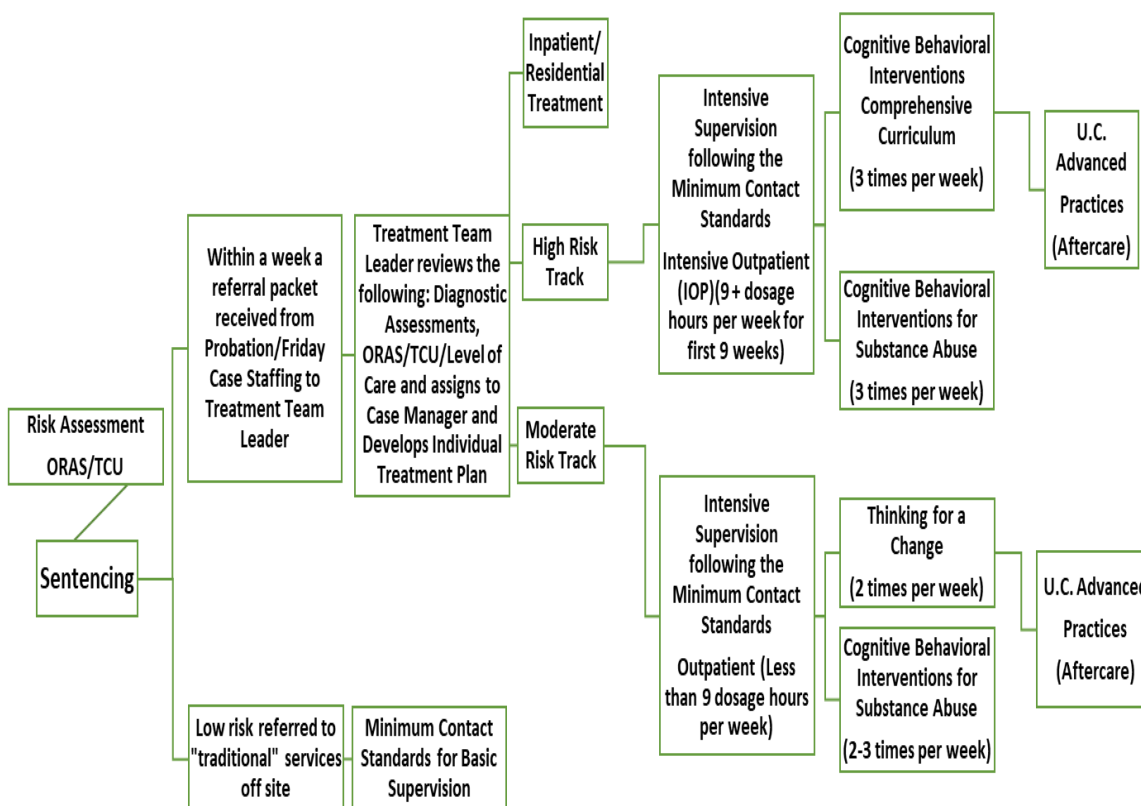 Risk Assessment
ORAS/TCU
Sentencing
Within a week a
referral packet
received from
Probation/Friday
Case Staffing to
Treatment Team
Leader
Low risk referred to
"traditional" services
off site
Minimum Contact
Standards for Basic
Supervision
Treatment Team
Leader reviews the
following: Diagnostic
Assessments,
ORAS/TCU/Level of
Care and assigns to
Case Manager and
Develops Individual
Treatment Plan
Inpatient/
Residential
Treatment
High Risk
Track
Moderate
Risk Track
Intensive
Supervision
following the
Minimum Contact
Standards
Intensive Outpatient
(IOP)(9 + dosage
hours per week for
first 9 weeks)
Cognitive Behavioral
Interventions
Comprehensive
Curriculum
(3 times per week)
U.C.
Advanced
Practices
(Aftercare)
Cognitive Behavioral
Interventions for
Substance Abuse
(3 times per week)
Intensive
Supervision
following the
Minimum Contact
Standards
Outpatient (Less
than 9 dosage hours
per week)
Thinking for a
Change
(2 times per week)
U.C. Advanced
Practices
(Aftercare)
Cognitive Behavioral
Interventions for
Substance Abuse
(2-3 times per week)